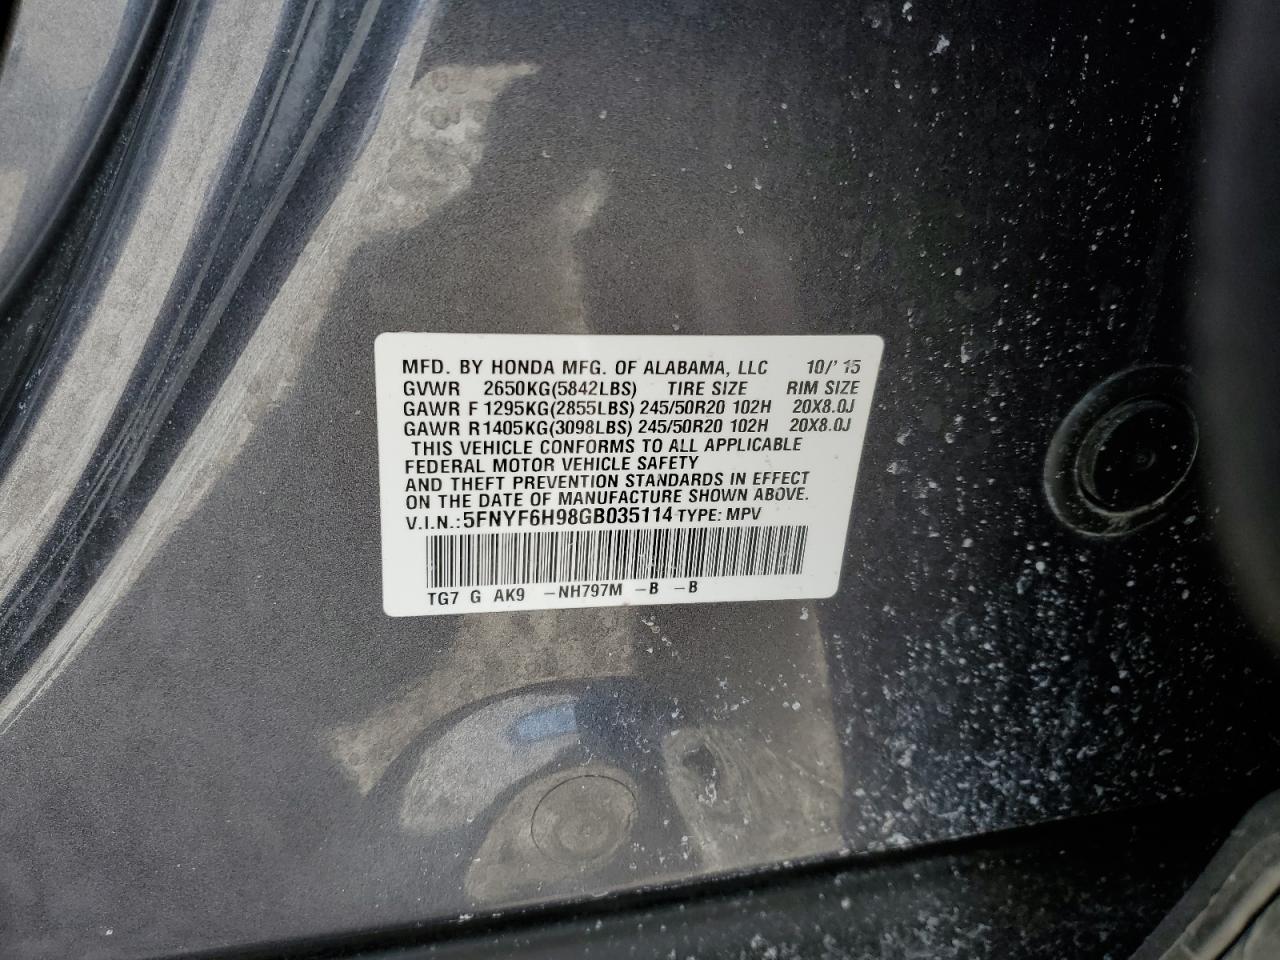 MFD. BY HONDA MFG. OF ALABAMA, LLC 10/'15
GVWR 2650KG(5842LBS) TIRE SIZE RIM SIZE
GAWR F 1295KG(2855LBS) 245/50R20 102H 20X8.0J
GAWR R1405KG(3098LBS) 245/50R20 102H 20X8.0J
THIS VEHICLE CONFORMS TO ALL APPLICABLE
FEDERAL MOTOR VEHICLE SAFETY
AND THEFT PREVENTION STANDARDS IN EFFECT
ON THE DATE OF MANUFACTURE SHOWN ABOVE.
V.I.N.:5FNYF6H98GB035114 TYPE: MPV
TG7 G AK9 –NH797M –B –B